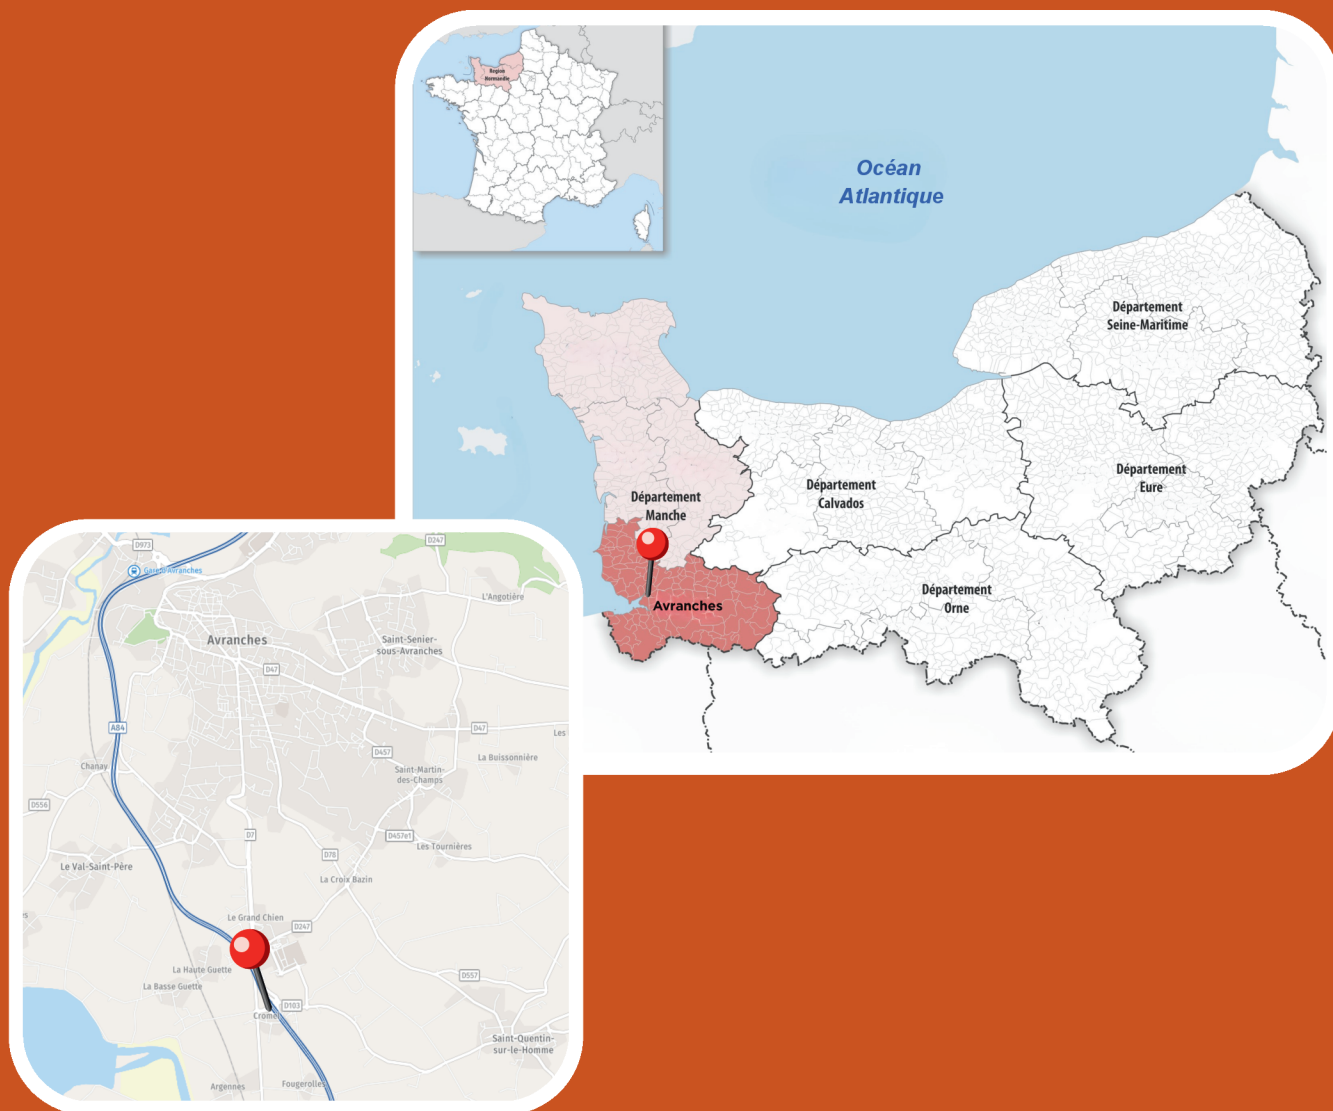 Region
Normandie
Océan
Atlantique
Département
Seine-Maritime
Département
Eure
Département
Calvados
Département
Manche
Département
Orne
Avranches
D973
D247
Gare d'Avranches
L'Angotière
Avranches
Saint-Senier-
sous-Avranches
D47
A84
D47
Les
D457
La Buissonnière
Chanay
Saint-Martin-
des-Champs
D556
D7
D457e1
Les Tournières
D78
Le Val-Saint-Père
La Croix Bazin
Le Grand Chien
D247
La Haute Guette
D557
La Basse Guette
D103
Saint-Quentin-
sur-le-Homme
Argennes
Fougerolles